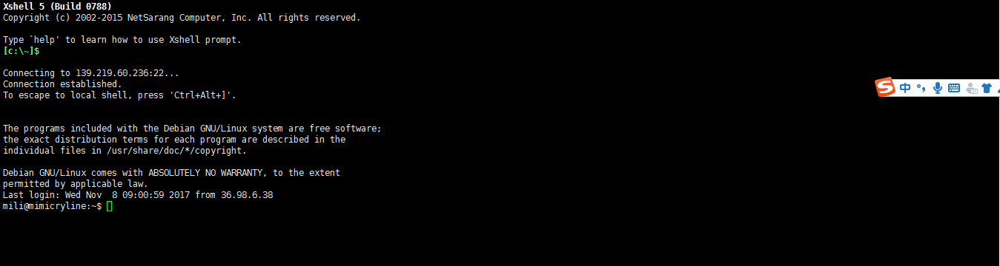 Xshell 5 (Build 0788)
Copyright (c) 2002-2015 NetSarang Computer, Inc. All rights reserved.
Type `help' to learn how to use Xshell prompt.
[c:\~]$
Connecting to 139.219.60.236:22...
Connection established.
To escape to local shell, press 'Ctrl+Alt+]'.
S 中 °,
The programs included with the Debian GNU/Linux system are free software;
the exact distribution terms for each program are described in the
individual files in /usr/share/doc/*/copyright.
Debian GNU/Linux comes with ABSOLUTELY NO WARRANTY, to the extent
permitted by applicable law.
Last login: Wed Nov  8 09:00:59 2017 from 36.98.6.38
mili@mimicryline:~$